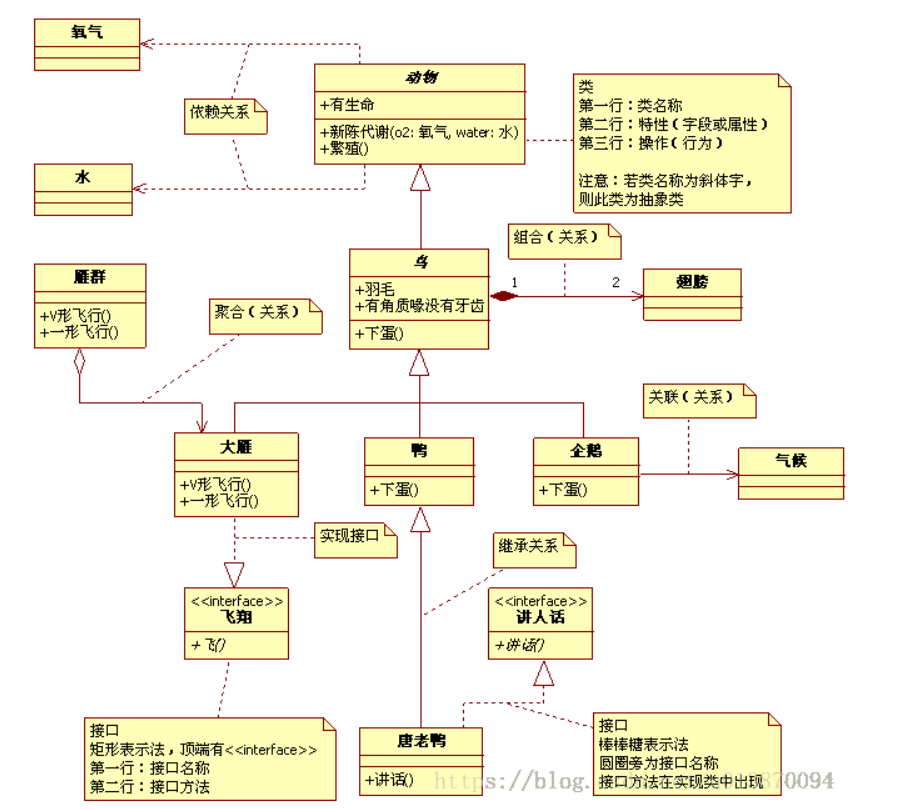 氧气
动物
+有生命
+新陈代谢(o2: 氧气, water: 水)
+繁殖()
类
第一行：类名称
第二行：特性（字段或属性）
第三行：操作（行为）
注意：若类名称为斜体字，
则此类为抽象类
依赖关系
水
组合（关系）
鸟
+羽毛
+有角质喙没有牙齿
+下蛋()
1
2
翅膀
雁群
+V形飞行()
+一形飞行()
聚合（关系）
关联（关系）
大雁
+V形飞行()
+一形飞行()
鸭
+下蛋()
企鹅
+下蛋()
气候
实现接口
继承关系
<<interface>>
飞翔
+飞()
<<interface>>
讲人话
+讲话()
接口
矩形表示法，顶端有<<interface>>
第一行：接口名称
第二行：接口方法
唐老鸭
+讲话()
接口
棒棒糖表示法
圆圈旁为接口名称
接口方法在实现类中出现
https://blog.
870094